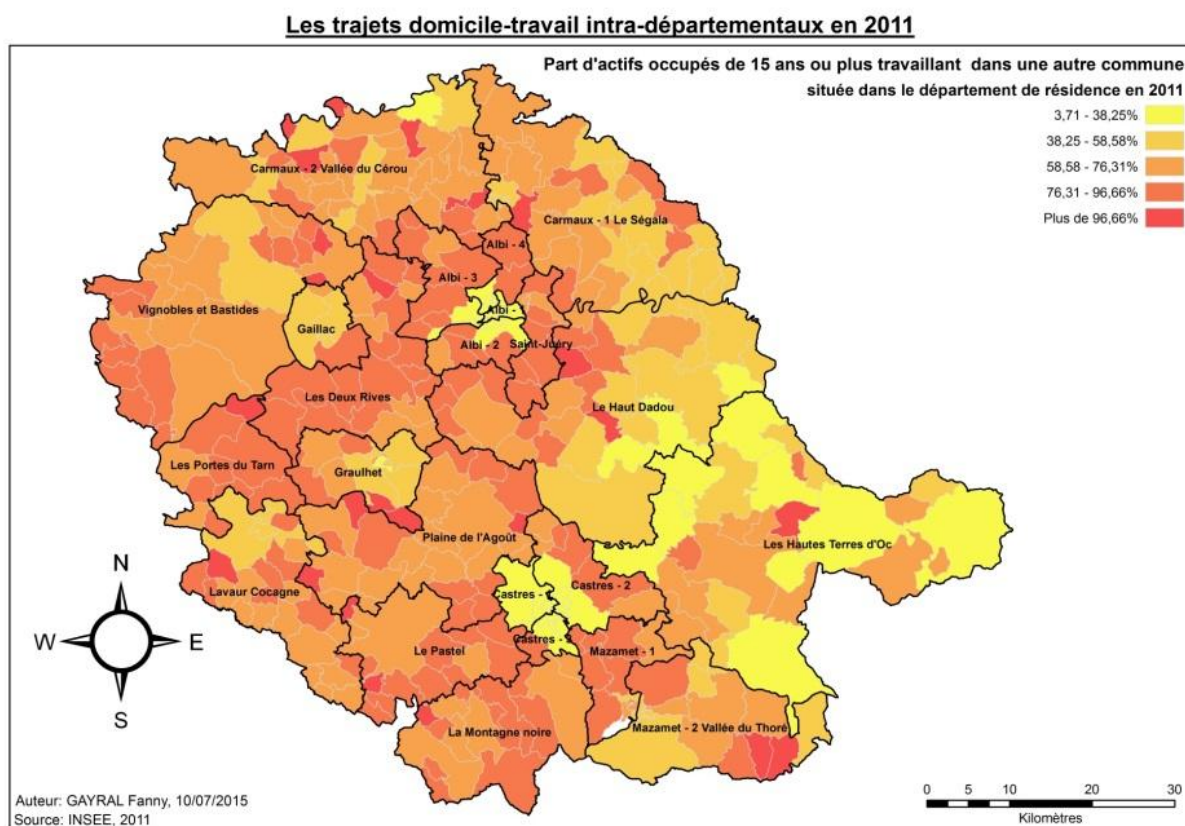 Les trajets domicile-travail intra-départementaux en 2011
Part d'actifs occupés de 15 ans ou plus travaillant dans une autre commune
située dans le département de résidence en 2011
3,71 - 38,25%
38,25 - 58,58%
58,58 - 76,31%
76,31 - 96,66%
Plus de 96,66%
Carmaux - 2 Vallée du Cérou
Carmaux - 1 Le Ségala
Albi - 4
Albi - 3
Vignobles et Bastides
Albi -
Gaillac
Albi - 2
Saint-Juéry
Les Deux Rives
Le Haut Dadou
Les Portes du Tarn
Graulhet
Plaine de l'Agoût
Les Hautes Terres d'Oc
Castres - 2
Lavaur Cocagne
Castres -
Castres - 3
Le Pastel
Mazamet - 1
La Montagne noire
Mazamet - 2 Vallée du Thoré
N
W
E
S
Auteur: GAYRAL Fanny, 10/07/2015
Source: INSEE, 2011
0 5 10 20 30
Kilomètres